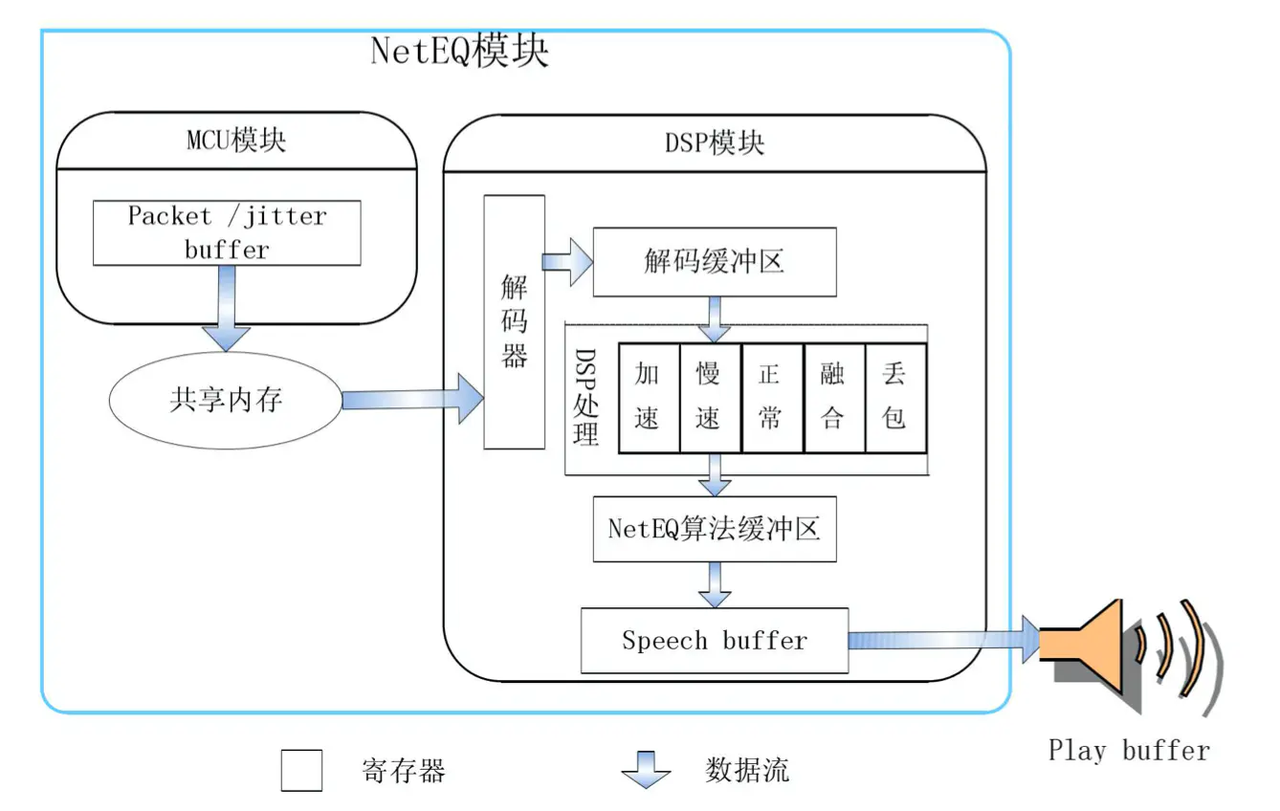 NetEQ模块
MCU模块
Packet /jitter
buffer
共享内存
DSP模块
解码器
解码缓冲区
DSP处理
加速
慢速
正常
融合
丢包
NetEQ算法缓冲区
Speech buffer
Play buffer
寄存器
数据流